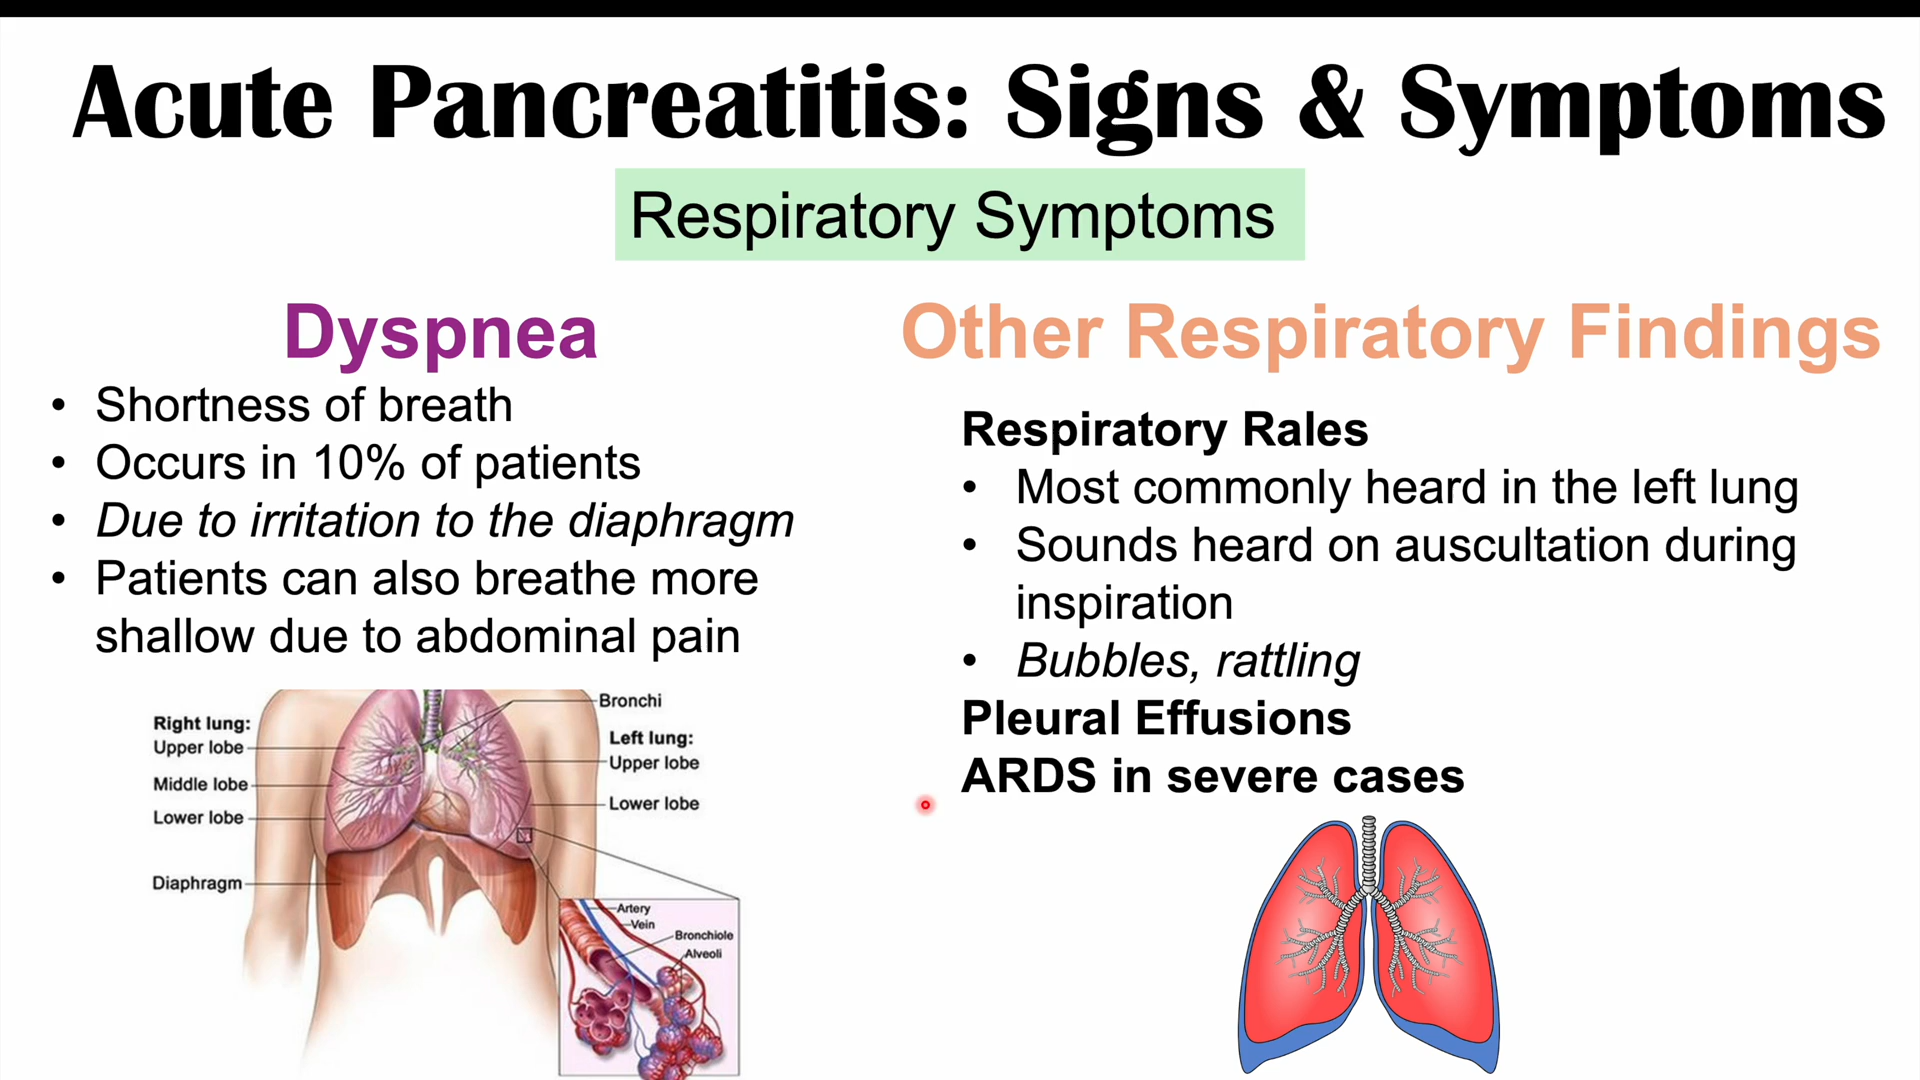 Acute Pancreatitis: Signs & Symptoms
Respiratory Symptoms
Dyspnea
• Shortness of breath
• Occurs in 10% of patients
• Due to irritation to the diaphragm
• Patients can also breathe more
shallow due to abdominal pain
Other Respiratory Findings
Respiratory Rales
• Most commonly heard in the left lung
• Sounds heard on auscultation during
inspiration
• Bubbles, rattling
Pleural Effusions
ARDS in severe cases
Right lung:
Upper lobe
Middle lobe
Lower lobe
Diaphragm
Bronchi
Left lung:
Upper lobe
Lower lobe
Artery
Vein
Bronchiole
Alveoli